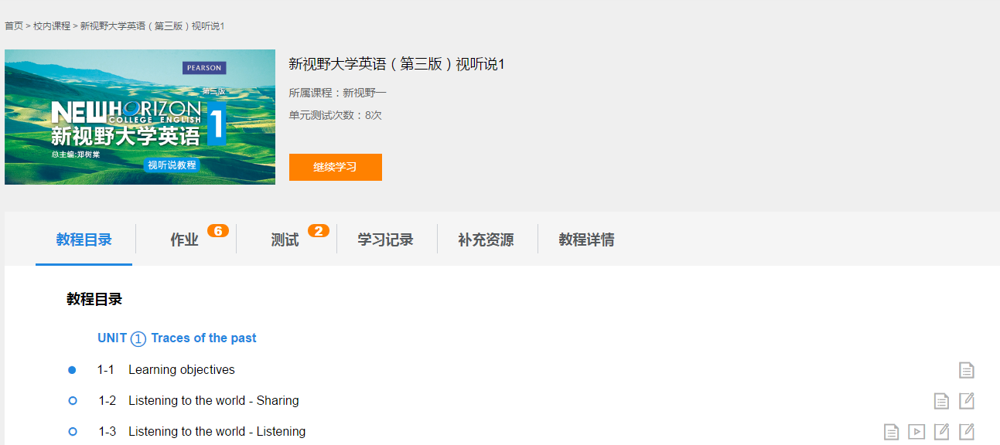 首页 > 校内课程 > 新视野大学英语（第三版）视听说1
PEARSON
第三版
NEW HORIZON
COLLEGE ENGLISH
1
新视野大学英语
总主编:郑树棠
视听说教程
新视野大学英语（第三版）视听说1
所属课程：新视野一
单元测试次数：8次
继续学习
教程目录 作业 6 测试 2 学习记录 补充资源 教程详情
教程目录
UNIT ① Traces of the past
1-1 Learning objectives
1-2 Listening to the world - Sharing
1-3 Listening to the world - Listening